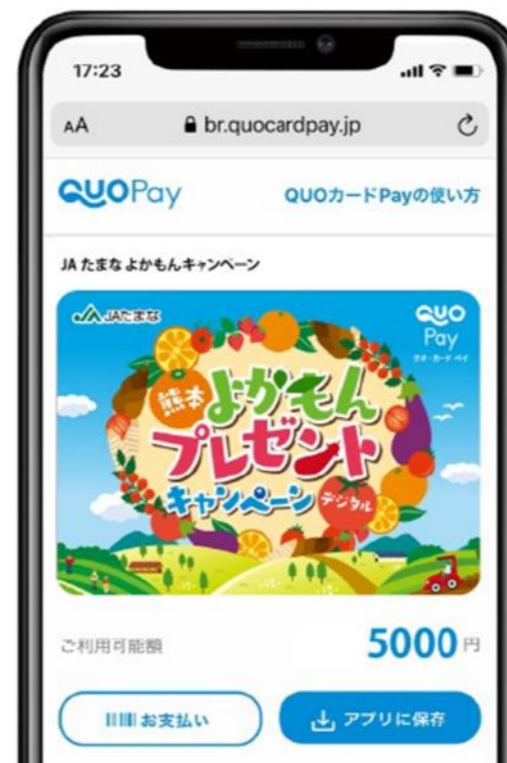 17:23
AA br.quocardpay.jp
QUOPay QUOカードPayの使い方
JA たまな よかもんキャンペーン
JA JAたまな
QUO
Pay
クオ・カード ペイ
熊本 よかもん
プレゼント
キャンペーン デジタル
ご利用可能額 5000 円
お支払い アプリに保存